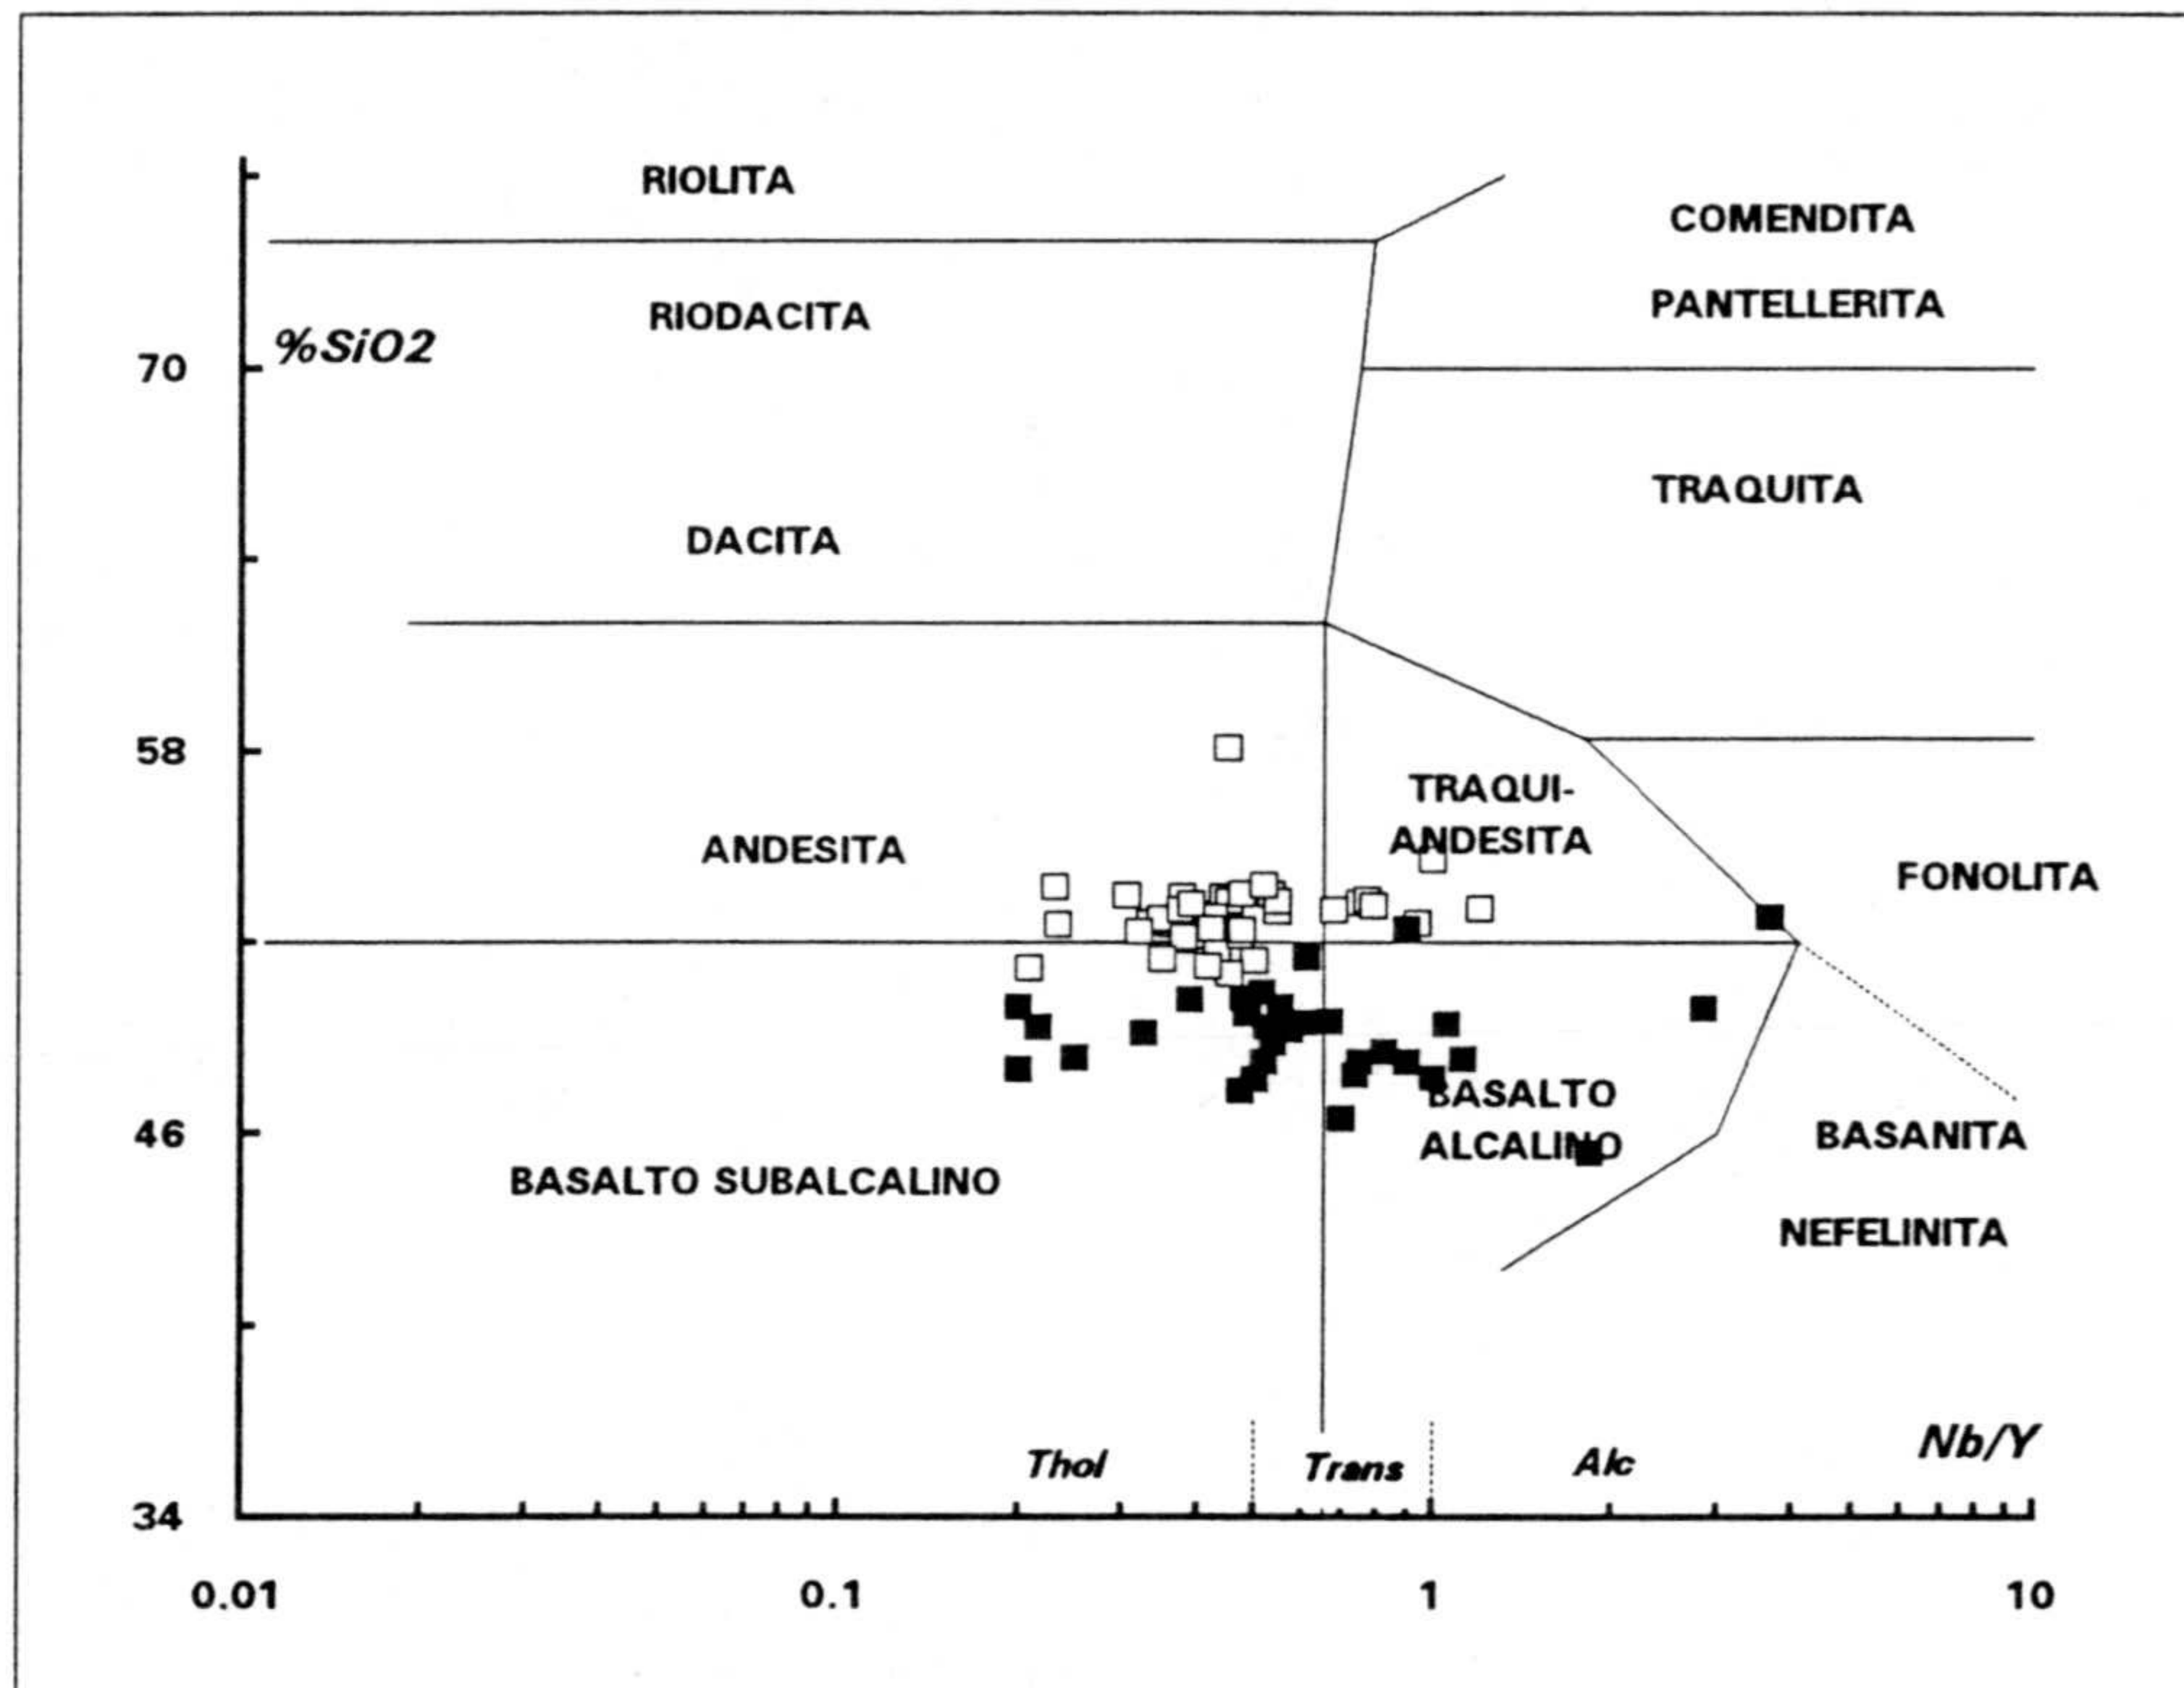 RIOLITA
COMENDITA
PANTELLERITA
RIODACITA
%SiO2
70
TRAQUITA
DACITA
58
TRAQUI-
ANDESITA
ANDESITA
FONOLITA
BASALTO
ALCALINO
46
BASANITA
BASALTO SUBALCALINO
NEFELINITA
Thol
Trans
Alc
Nb/Y
34
0.01
0.1
1
10